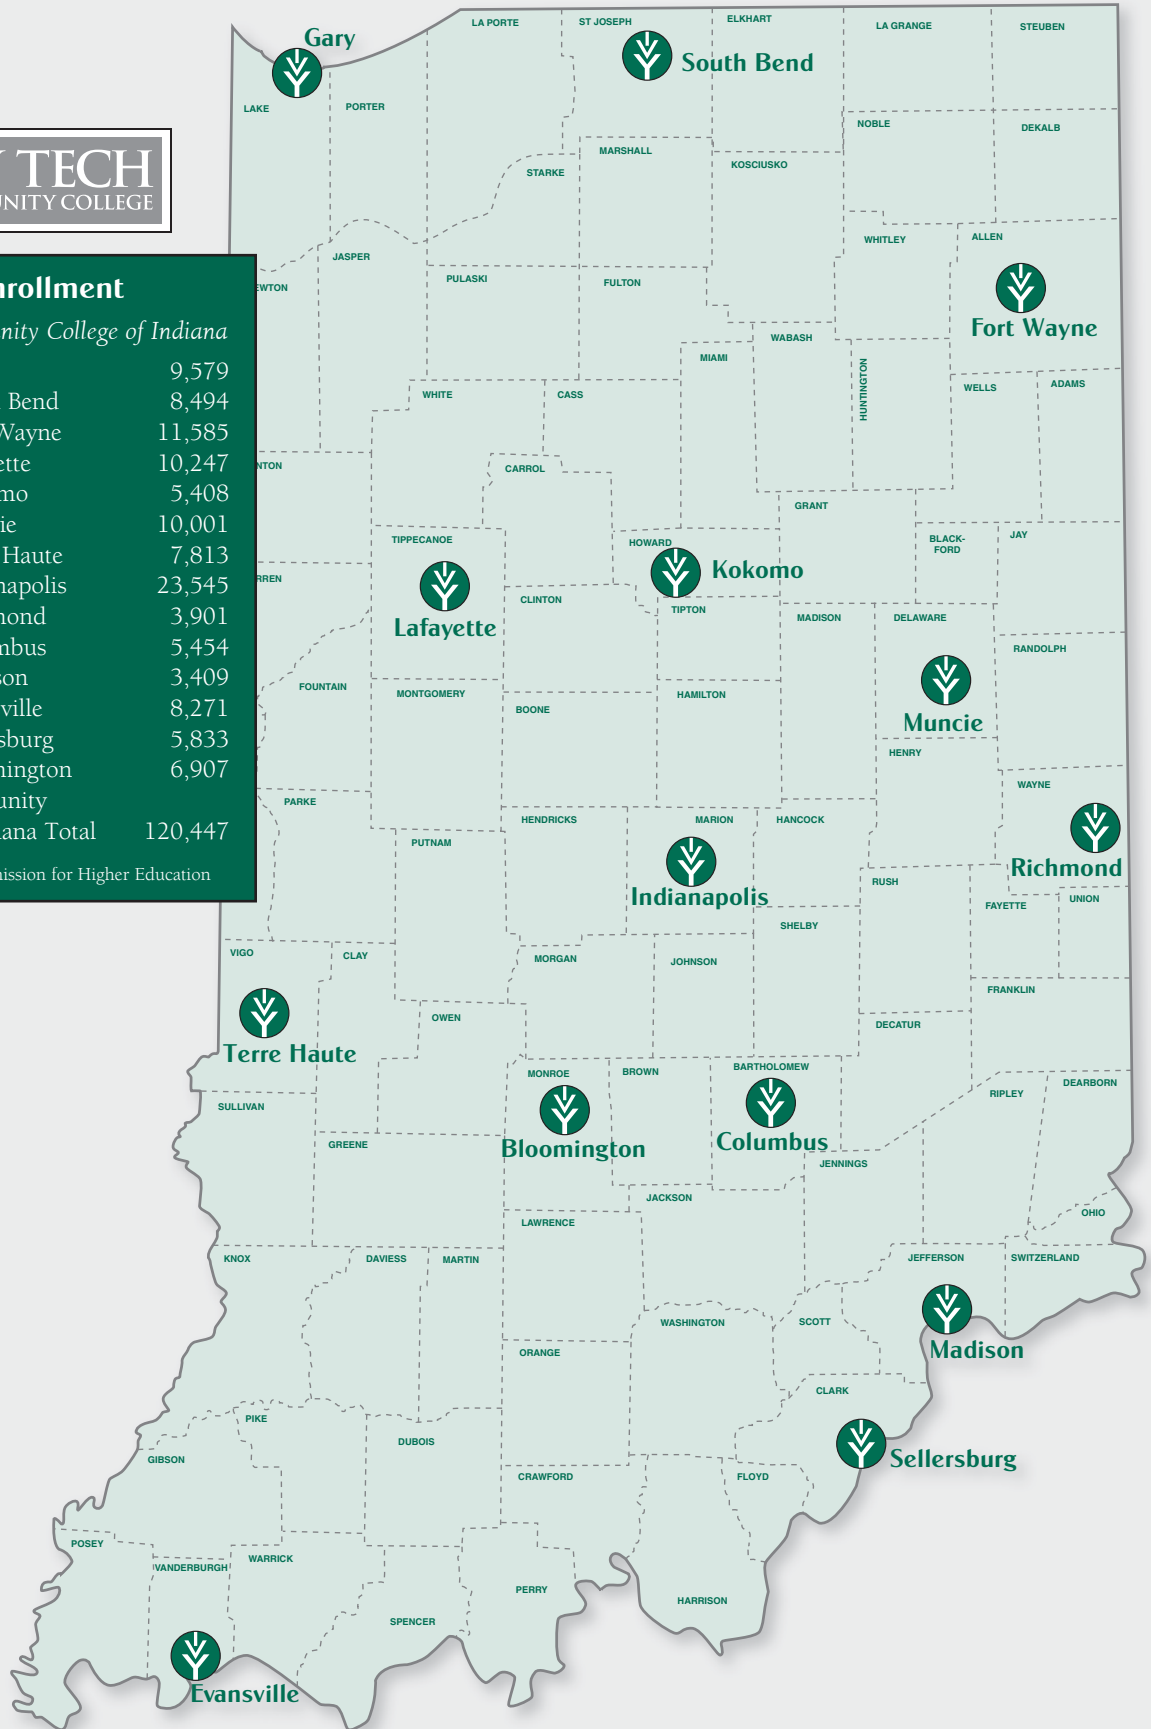 LA PORTE
ST JOSEPH
ELKHART
LA GRANGE
STEUBEN
Gary
South Bend
LAKE
PORTER
NOBLE
DEKALB
TECH
UNITY COLLEGE
MARSHALL
STARKE
KOSCIUSKO
WHITLEY
ALLEN
JASPER
EWTON
PULASKI
FULTON
Fort Wayne
WABASH
MIAMI
HUNTINGTON
WELLS
ADAMS
WHITE
CASS
nrollment
nity College of Indiana
9,579
Bend 8,494
Wayne 11,585
ette 10,247
mo 5,408
ie 10,001
Haute 7,813
napolis 23,545
mond 3,901
mbus 5,454
son 3,409
ville 8,271
sburg 5,833
mington 6,907
unity
iana Total 120,447
mission for Higher Education
NTON
CARROL
GRANT
TIPPECANOE
HOWARD
BLACK-
FORD
JAY
Kokomo
RREN
CLINTON
TIPTON
MADISON
DELAWARE
Lafayette
RANDOLPH
FOUNTAIN
MONTGOMERY
HAMILTON
BOONE
Muncie
HENRY
WAYNE
PARKE
HENDRICKS
MARION
HANCOCK
PUTNAM
Richmond
RUSH
Indianapolis
FAYETTE
UNION
SHELBY
VIGO
CLAY
MORGAN
JOHNSON
FRANKLIN
OWEN
DECATUR
Terre Haute
MONROE
BROWN
BARTHOLOMEW
DEARBORN
RIPLEY
SULLIVAN
GREENE
Bloomington
Columbus
JENNINGS
JACKSON
LAWRENCE
OHIO
KNOX
DAVIESS
MARTIN
JEFFERSON
SWITZERLAND
WASHINGTON
SCOTT
ORANGE
Madison
CLARK
PIKE
DUBOIS
GIBSON
Sellersburg
CRAWFORD
FLOYD
POSEY
VANDERBURGH
WARRICK
PERRY
HARRISON
SPENCER
Evansville